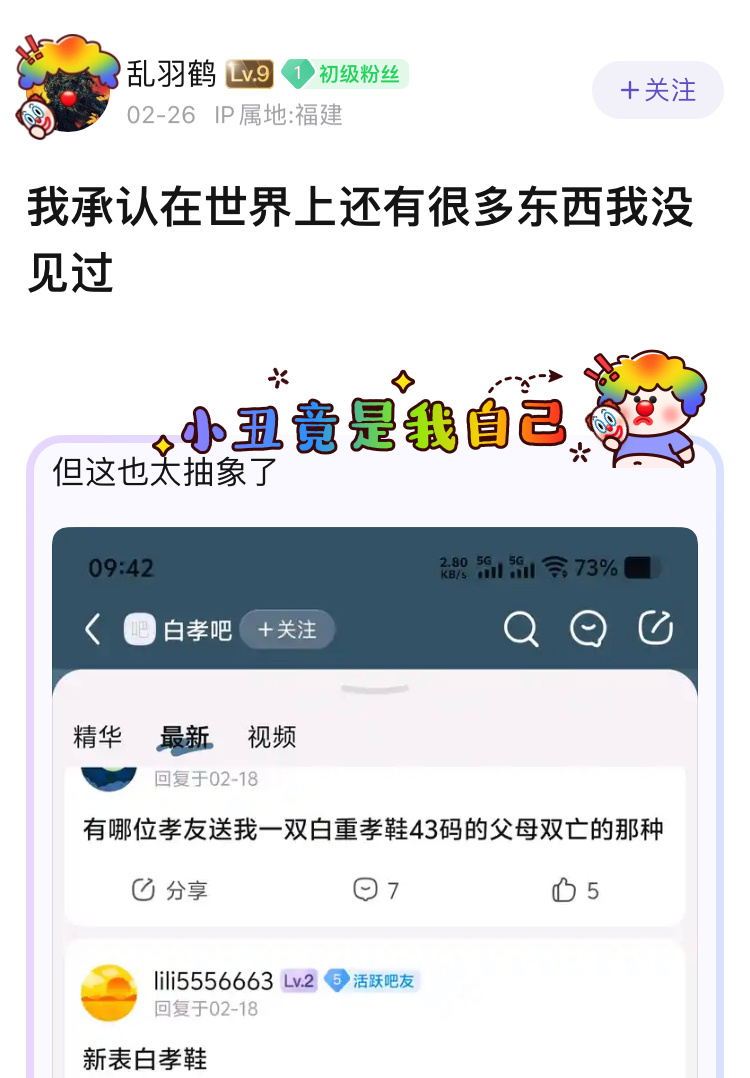 乱羽鹤 Lv.9 1 初级粉丝
02-26 IP属地:福建
+关注
我承认在世界上还有很多东西我没
见过
小丑竟是我自己
但这也太抽象了
09:42 2.80 KB/s 5G 5G 73%
吧 白孝吧 +关注
精华 最新 视频
回复于02-18
有哪位孝友送我一双白重孝鞋43码的父母双亡的那种
分享 7 5
lili5556663 Lv.2 5 活跃吧友
回复于02-18
新表白孝鞋